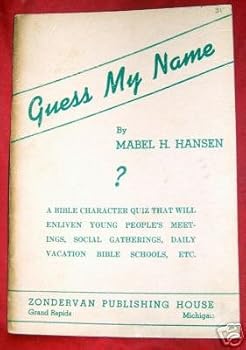 Guess My Name
By
MABEL H. HANSEN
?
A BIBLE CHARACTER QUIZ THAT WILL
ENLIVEN YOUNG PEOPLE'S MEET-
INGS, SOCIAL GATHERINGS, DAILY
VACATION BIBLE SCHOOLS, ETC.
ZONDERVAN PUBLISHING HOUSE
Grand Rapids Michigan